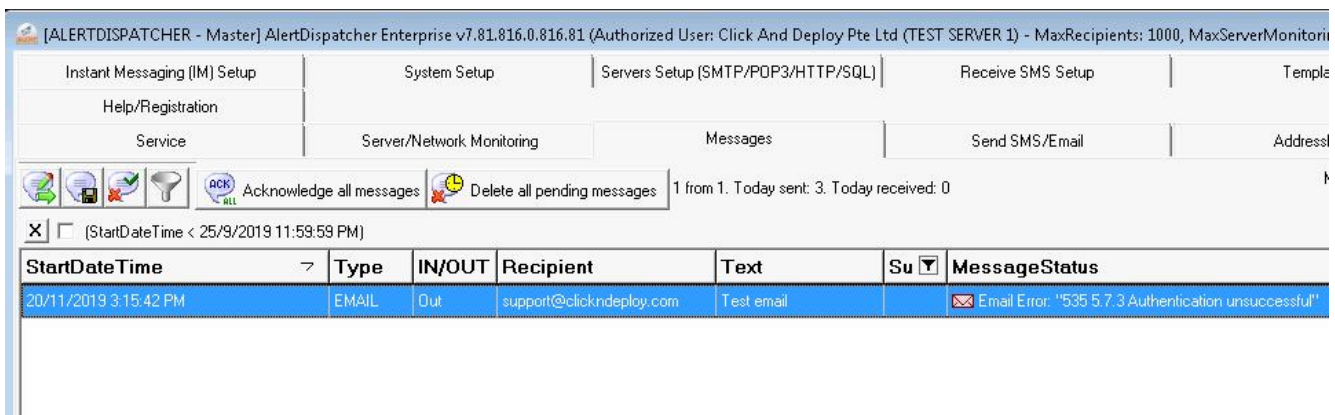 [ALERTDISPATCHER - Master] AlertDispatcher Enterprise v7.81.816.0.816.81 (Authorized User: Click And Deploy Pte Ltd (TEST SERVER 1) - MaxRecipients: 1000, MaxServerMonitorin
Instant Messaging (IM) Setup System Setup Servers Setup (SMTP/POP3/HTTP/SQL) Receive SMS Setup Templa
Help/Registration
Service Server/Network Monitoring Messages Send SMS/Email Address
ACK ALL Acknowledge all messages Delete all pending messages 1 from 1. Today sent: 3. Today received: 0
X (StartDateTime < 25/9/2019 11:59:59 PM)
StartDateTime Type IN/OUT Recipient Text Su MessageStatus
20/11/2019 3:15:42 PM EMAIL Out support@clickndeploy.com Test email Email Error: "535 5.7.3 Authentication unsuccessful"